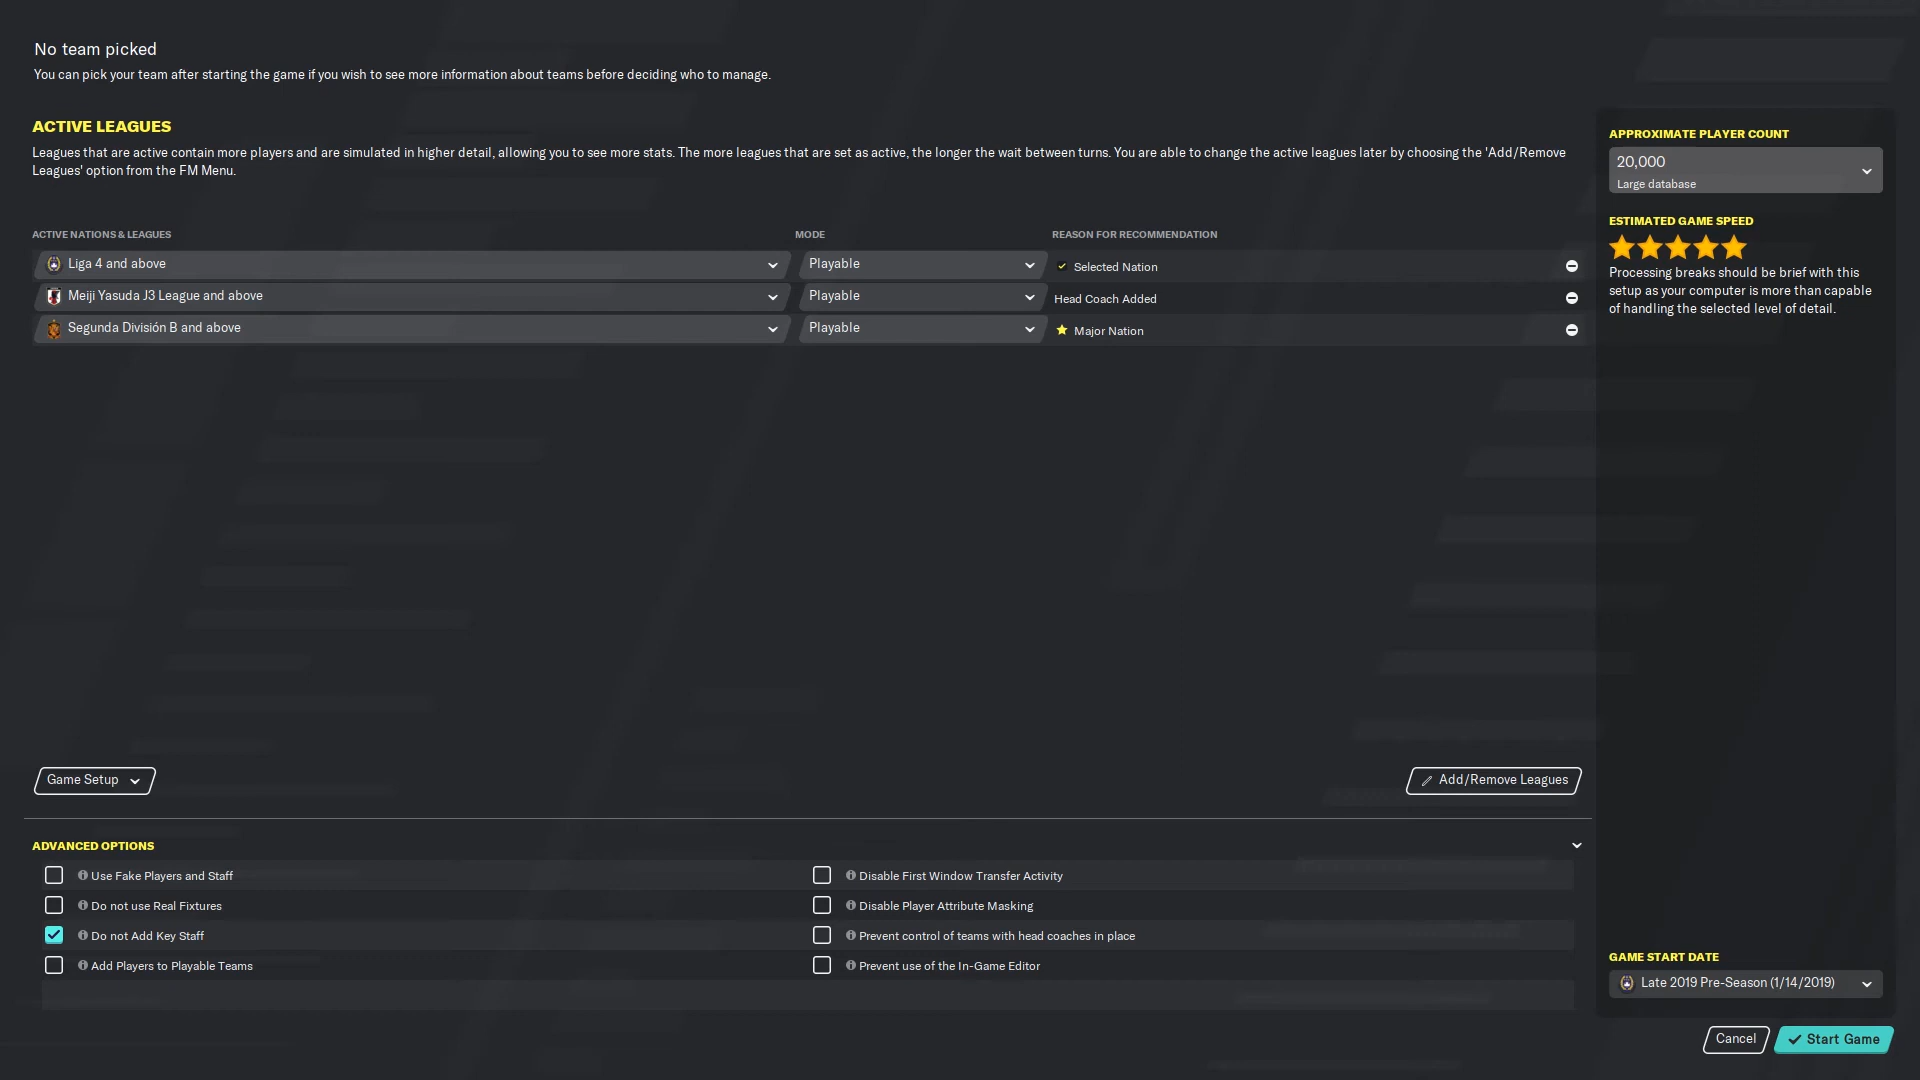 No team picked
You can pick your team after starting the game if you wish to see more information about teams before deciding who to manage.
ACTIVE LEAGUES
Leagues that are active contain more players and are simulated in higher detail, allowing you to see more stats. The more leagues that are set as active, the longer the wait between turns. You are able to change the active leagues later by choosing the 'Add/Remove
Leagues' option from the FM Menu.
ACTIVE NATIONS & LEAGUES
MODE
REASON FOR RECOMMENDATION
Liga 4 and above
Playable
Selected Nation
Meiji Yasuda J3 League and above
Playable
Head Coach Added
Segunda División B and above
Playable
Major Nation
Game Setup
Add/Remove Leagues
ADVANCED OPTIONS
Use Fake Players and Staff
Disable First Window Transfer Activity
Do not use Real Fixtures
Disable Player Attribute Masking
Do not Add Key Staff
Prevent control of teams with head coaches in place
Add Players to Playable Teams
Prevent use of the In-Game Editor
APPROXIMATE PLAYER COUNT
20,000
Large database
ESTIMATED GAME SPEED
Processing breaks should be brief with this
setup as your computer is more than capable
of handling the selected level of detail.
GAME START DATE
Late 2019 Pre-Season (1/14/2019)
Cancel
Start Game